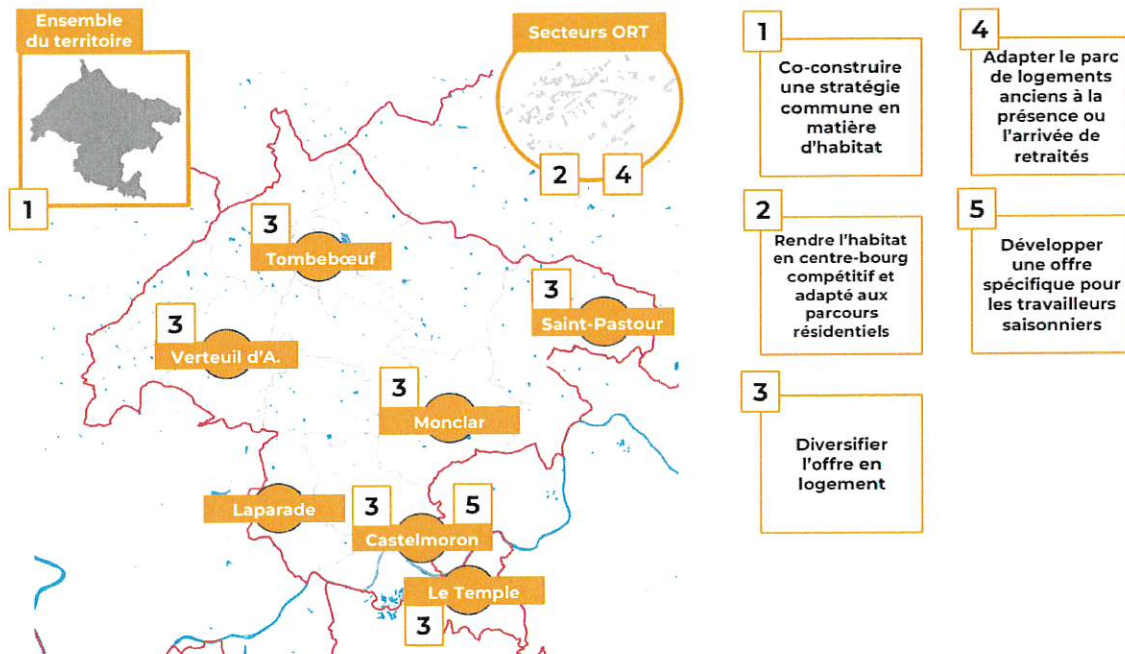 Ensemble
du territoire
1
Secteurs ORT
2
4
3
Tombebœuf
3
Saint-Pastour
3
Verteuil d'A.
3
Monclar
Laparade
3
5
Castelmoron
Le Temple
3
1
Co-construire
une stratégie
commune en
matière
d'habitat
2
Rendre l'habitat
en centre-bourg
compétitif et
adapté aux
parcours
résidentiels
3
Diversifier
l'offre en
logement
4
Adapter le parc
de logements
anciens à la
présence ou
l'arrivée de
retraités
5
Développer
une offre
spécifique pour
les travailleurs
saisonniers